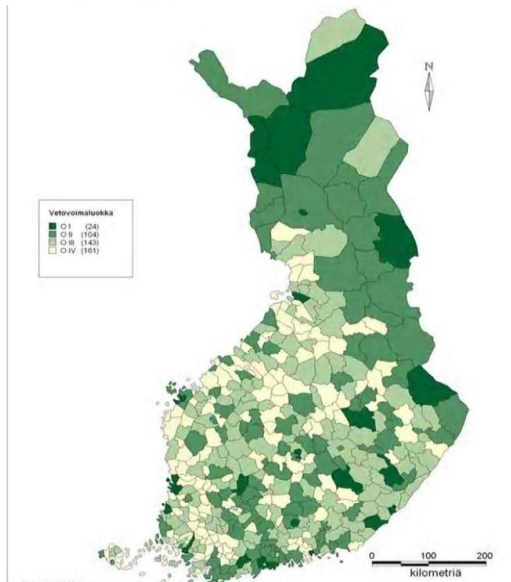 N
Vetovoimaluokka
O I (24)
O II (104)
O III (143)
O IV (161)
0 100 200
kilometriä